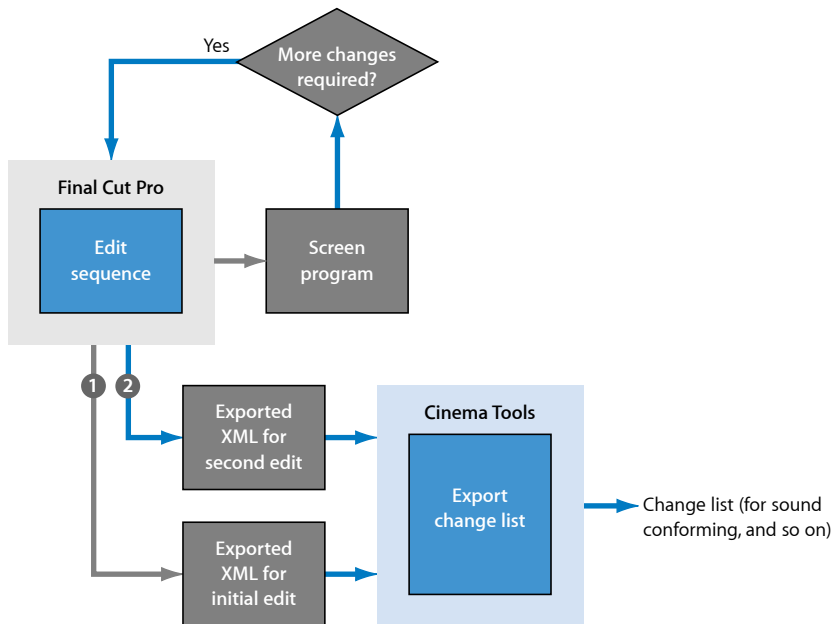 Yes
More changes
required?
Final Cut Pro
Edit
sequence
Screen
program
1
2
Exported
XML for
second edit
Cinema Tools
Export
change list
Change list (for sound
conforming, and so on)
Exported
XML for
initial edit